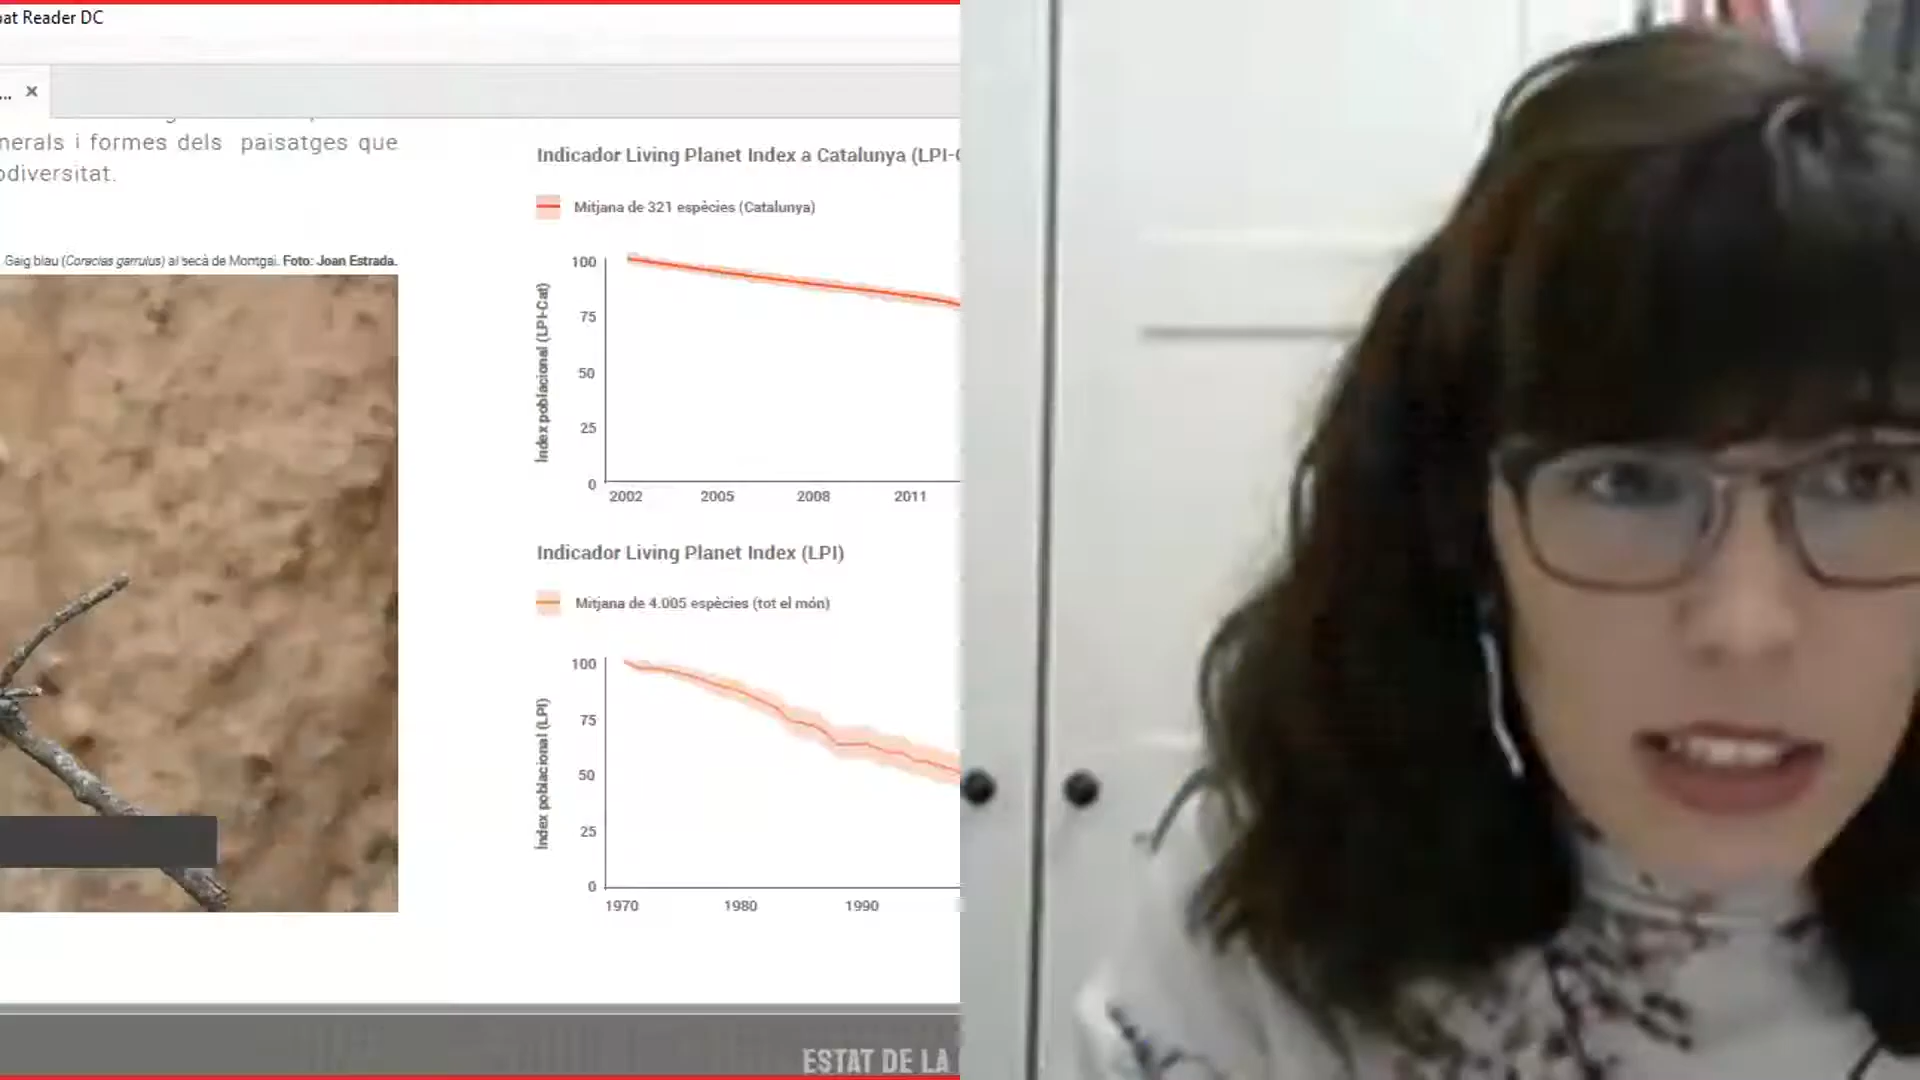 bat Reader DC
... ×
nerals i formes dels paisatges que
odiversitat.
Gaig blau (Coracias garrulus) al secà de Montgai. Foto: Joan Estrada.
Indicador Living Planet Index a Catalunya (LPI-C
Mitjana de 321 espècies (Catalunya)
Índex poblacional (LPI-Cat)
100
75
50
25
0
2002 2005 2008 2011
Indicador Living Planet Index (LPI)
Mitjana de 4.005 espècies (tot el món)
Índex poblacional (LPI)
100
75
50
25
0
1970 1980 1990
ESTAT DE LA